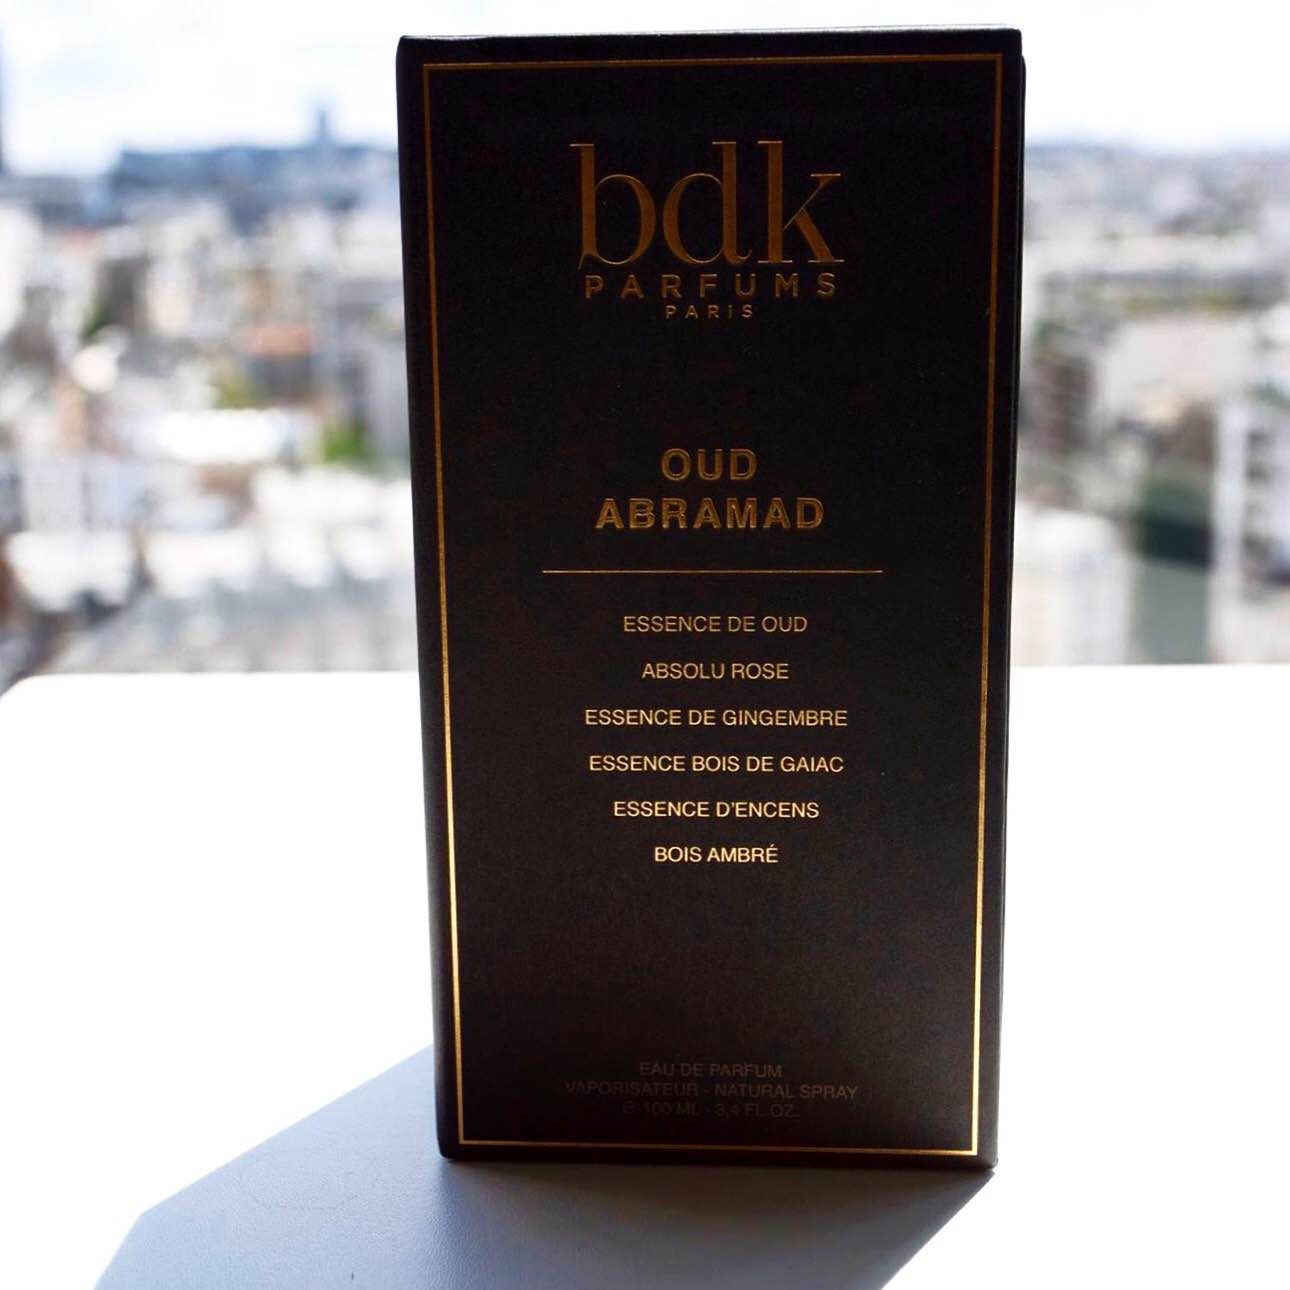 bdk
PARFUMS
PARIS
OUD
ABRAMAD
ESSENCE DE OUD
ABSOLU ROSE
ESSENCE DE GINGEMBRE
ESSENCE BOIS DE GAIAC
ESSENCE D'ENCENS
BOIS AMBRÉ
EAU DE PARFUM
VAPORISATEUR - NATURAL SPRAY
℮ 100 ML - 3,4 FL.OZ.